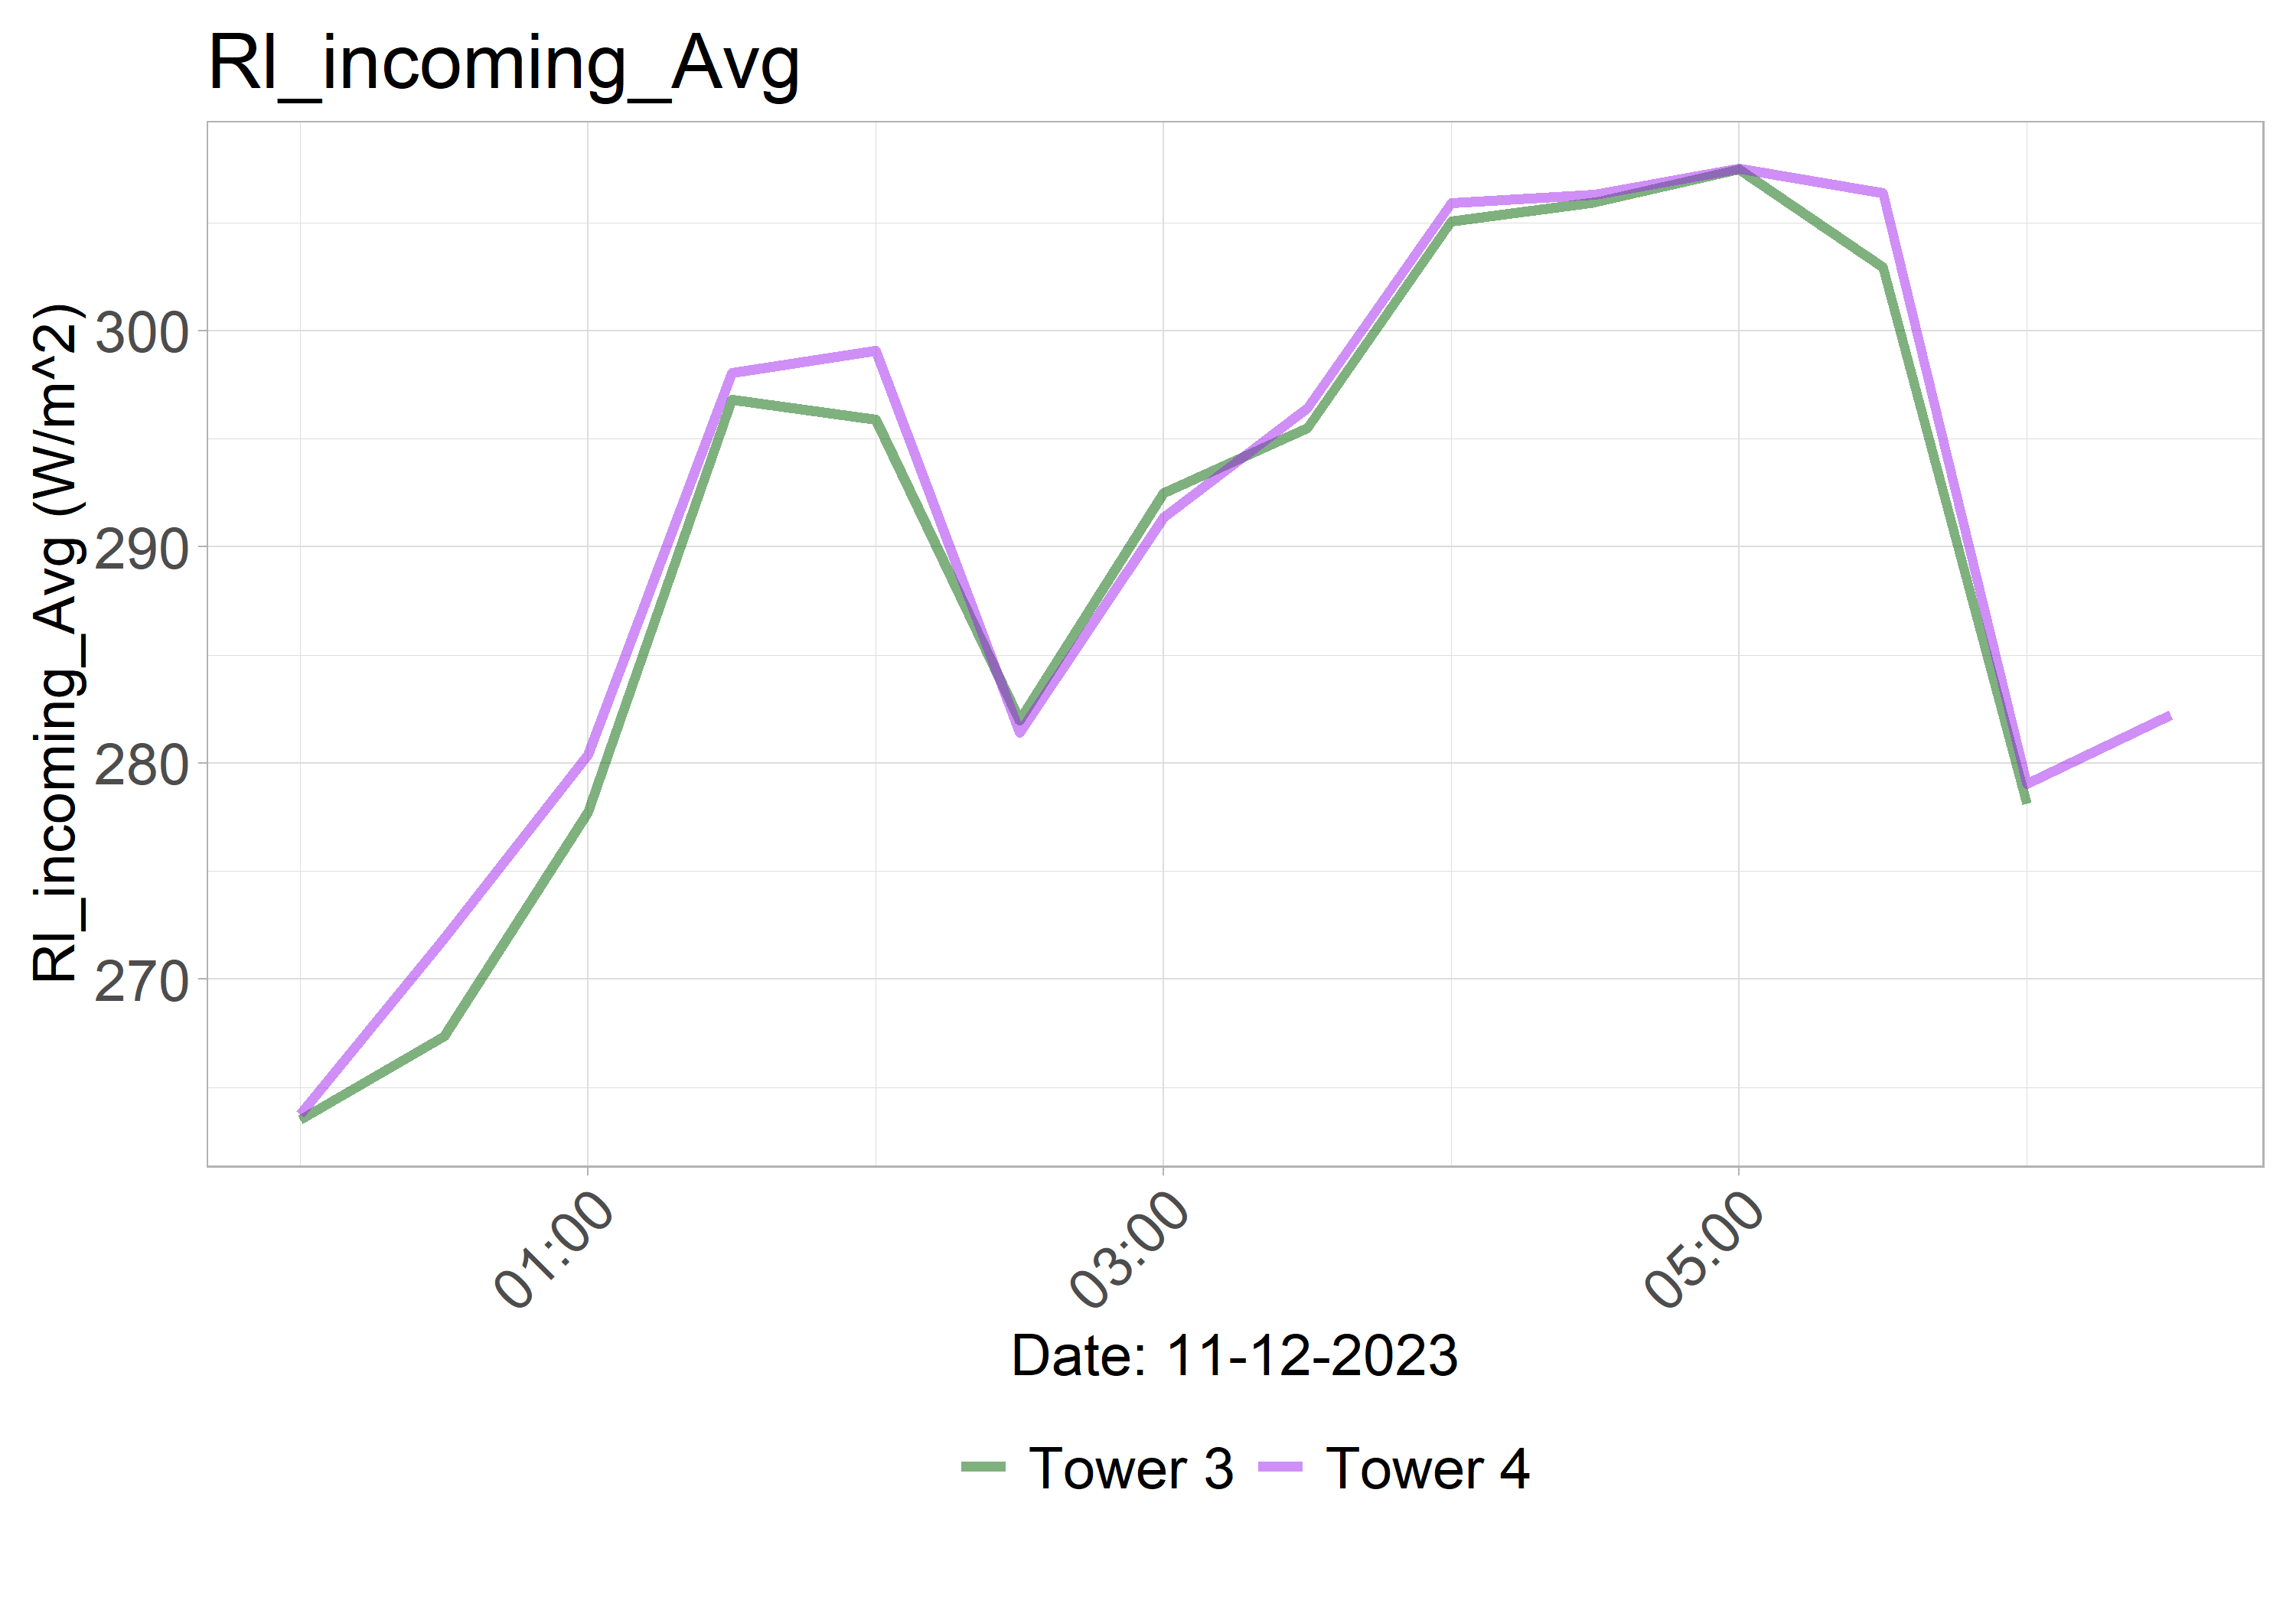 Rl_incoming_Avg
Rl_incoming_Avg (W/m^2)
300
290
280
270
01:00
03:00
05:00
Date: 11-12-2023
Tower 3
Tower 4